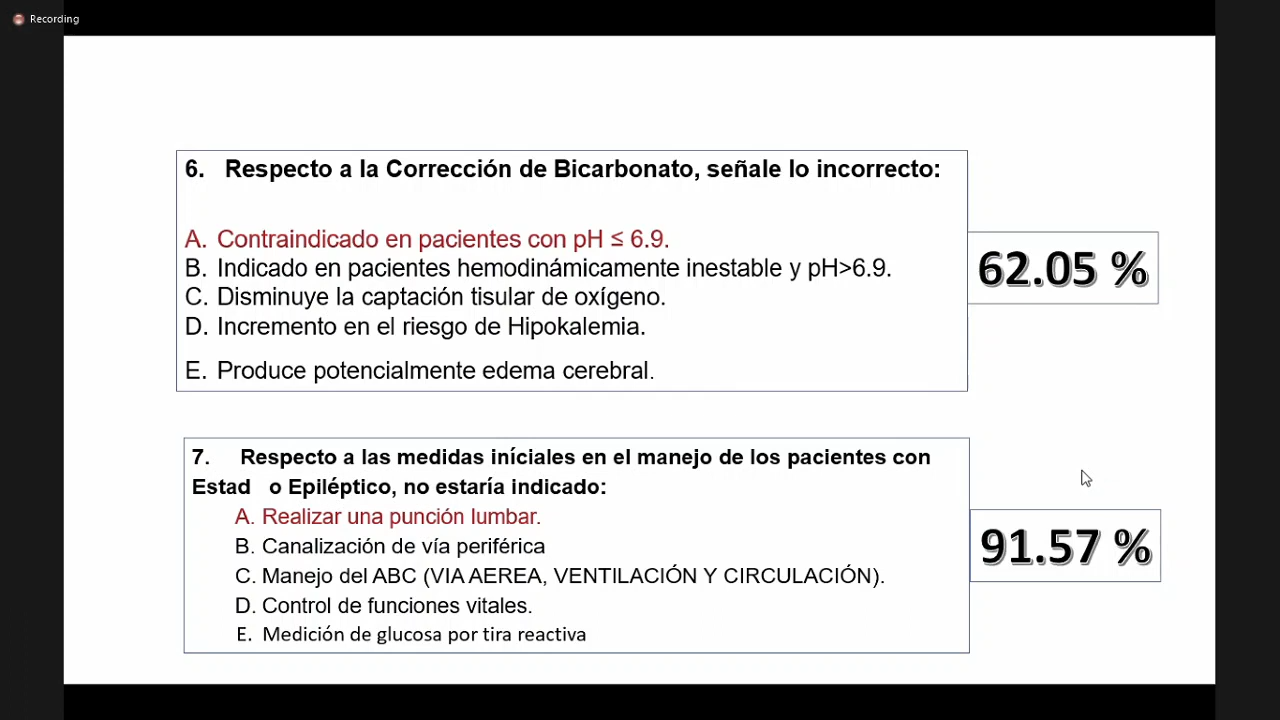 Recording
6. Respecto a la Corrección de Bicarbonato, señale lo incorrecto:
A. Contraindicado en pacientes con pH ≤ 6.9.
B. Indicado en pacientes hemodinámicamente inestable y pH>6.9.
C. Disminuye la captación tisular de oxígeno.
D. Incremento en el riesgo de Hipokalemia.
E. Produce potencialmente edema cerebral.
62.05 %
7. Respecto a las medidas iníciales en el manejo de los pacientes con
Estad o Epiléptico, no estaría indicado:
A. Realizar una punción lumbar.
B. Canalización de vía periférica
C. Manejo del ABC (VIA AEREA, VENTILACIÓN Y CIRCULACIÓN).
D. Control de funciones vitales.
E. Medición de glucosa por tira reactiva
91.57 %